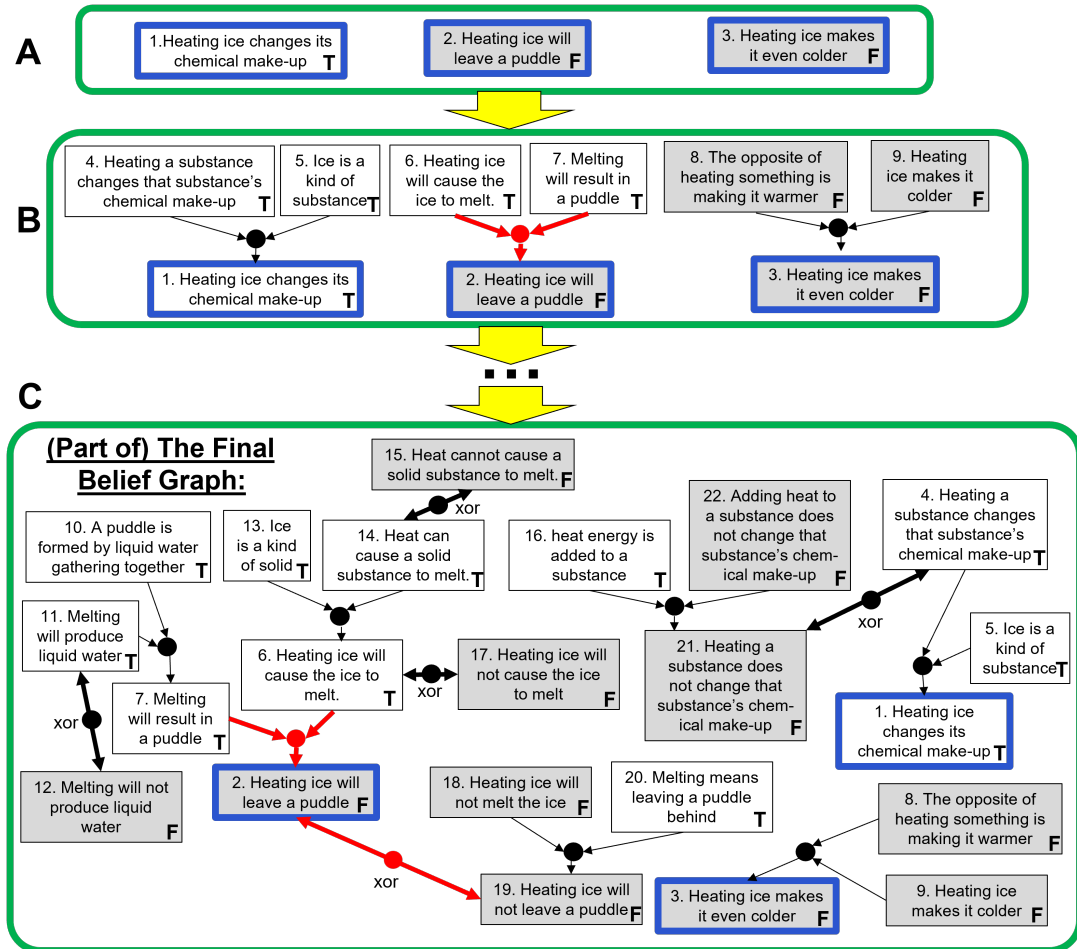 A
1.Heating ice changes its
chemical make-up T
2. Heating ice will
leave a puddle F
3. Heating ice makes
it even colder F
B
4. Heating a substance
changes that substance's
chemical make-up T
5. Ice is a
kind of
substance T
6. Heating ice
will cause the
ice to melt. T
7. Melting
will result in
a puddle T
8. The opposite of
heating something is
making it warmer F
9. Heating
ice makes it
colder F
1. Heating ice changes its
chemical make-up T
2. Heating ice will
leave a puddle F
3. Heating ice makes
it even colder F
C
(Part of) The Final
Belief Graph:
15. Heat cannot cause a
solid substance to melt. F
xor
10. A puddle is
formed by liquid water
gathering together T
13. Ice
is a kind
of solid T
14. Heat can
cause a solid
substance to melt. T
16. heat energy is
added to a
substance T
22. Adding heat to
a substance does
not change that
substance's chem-
ical make-up F
4. Heating a
substance changes
that substance's
chemical make-up T
11. Melting
will produce
liquid water T
6. Heating ice will
cause the ice to
melt. T
xor
17. Heating ice will
not cause the ice
to melt F
21. Heating a
substance does
not change that
substance's chem-
ical make-up F
xor
5. Ice is a
kind of
substance T
7. Melting
will result in
a puddle T
xor
1. Heating ice
changes its
chemical make-up T
12. Melting will not
produce liquid
water F
2. Heating ice will
leave a puddle F
18. Heating ice will
not melt the ice F
20. Melting means
leaving a puddle
behind T
8. The opposite of
heating something is
making it warmer F
xor
19. Heating ice will
not leave a puddle F
3. Heating ice makes
it even colder F
9. Heating ice
makes it colder F